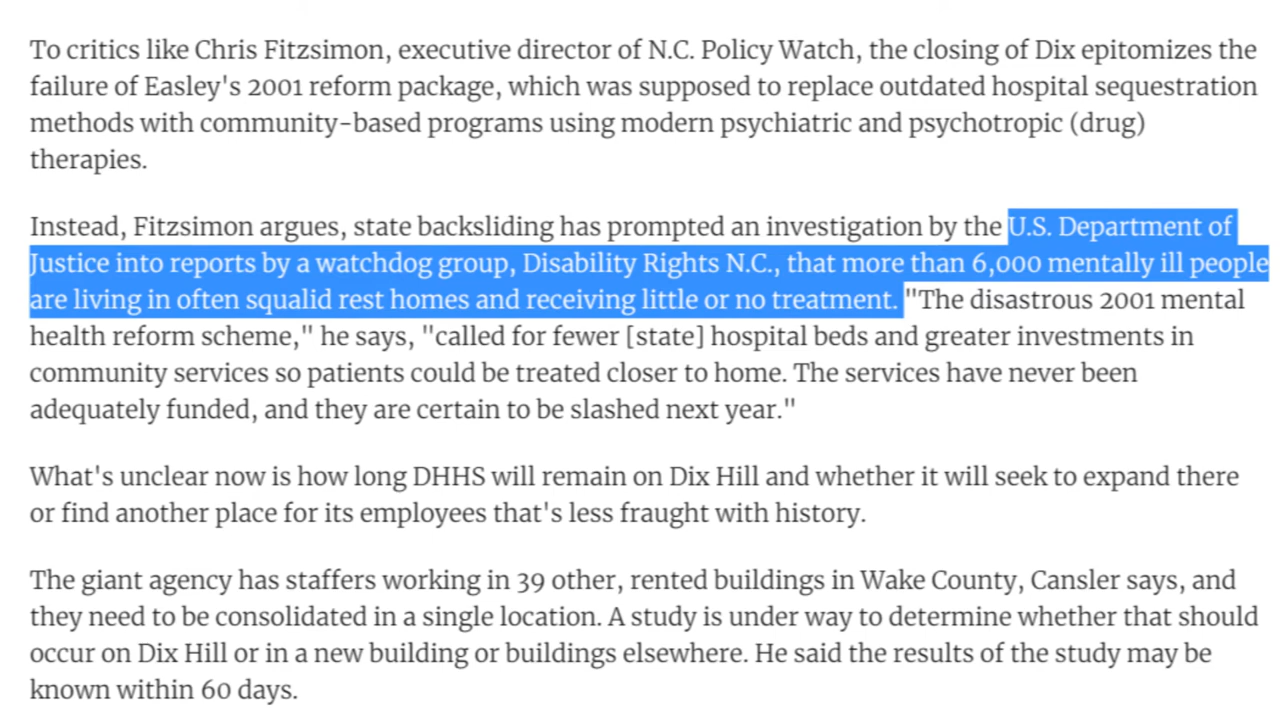 To critics like Chris Fitzsimon, executive director of N.C. Policy Watch, the closing of Dix epitomizes the
failure of Easley's 2001 reform package, which was supposed to replace outdated hospital sequestration
methods with community-based programs using modern psychiatric and psychotropic (drug)
therapies.
Instead, Fitzsimon argues, state backsliding has prompted an investigation by the U.S. Department of
Justice into reports by a watchdog group, Disability Rights N.C., that more than 6,000 mentally ill people
are living in often squalid rest homes and receiving little or no treatment. "The disastrous 2001 mental
health reform scheme," he says, "called for fewer [state] hospital beds and greater investments in
community services so patients could be treated closer to home. The services have never been
adequately funded, and they are certain to be slashed next year."
What's unclear now is how long DHHS will remain on Dix Hill and whether it will seek to expand there
or find another place for its employees that's less fraught with history.
The giant agency has staffers working in 39 other, rented buildings in Wake County, Cansler says, and
they need to be consolidated in a single location. A study is under way to determine whether that should
occur on Dix Hill or in a new building or buildings elsewhere. He said the results of the study may be
known within 60 days.